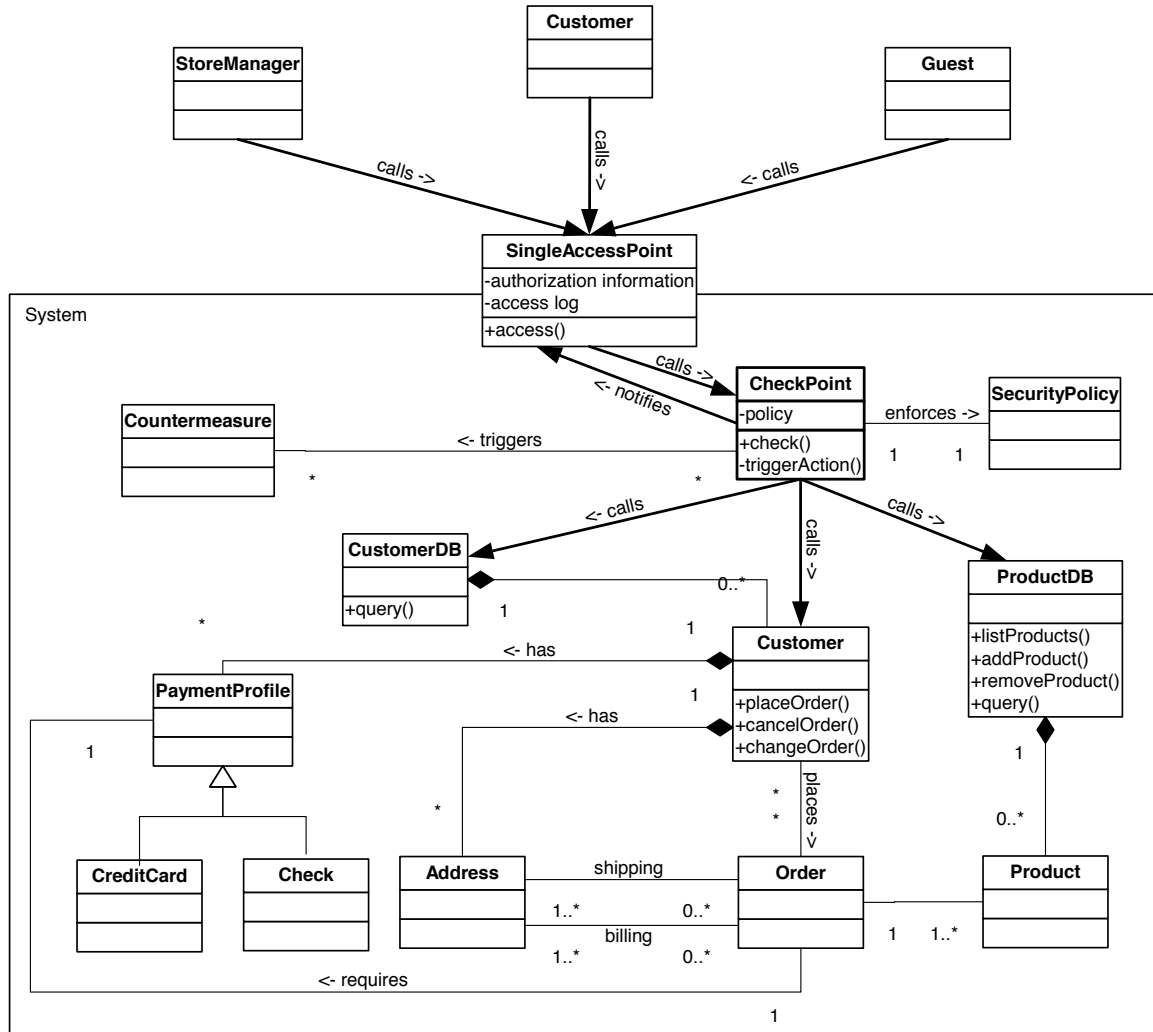 Customer
StoreManager
Guest
calls ->
calls ->
<- calls
SingleAccessPoint
-authorization information
-access log
+access()
System
calls ->
<- notifies
CheckPoint
-policy
+check()
-triggerAction()
enforces ->
1
1
SecurityPolicy
Countermeasure
<- triggers
*
*
<- calls
calls ->
calls ->
CustomerDB
+query()
1
0..*
1
ProductDB
+listProducts()
+addProduct()
+removeProduct()
+query()
*
<- has
Customer
+placeOrder()
+cancelOrder()
+changeOrder()
1
PaymentProfile
<- has
1
1
*
*
*
places ->
0..*
CreditCard
Check
Address
shipping
Order
Product
1..*
0..*
billing
1
1..*
1..*
0..*
<- requires
1